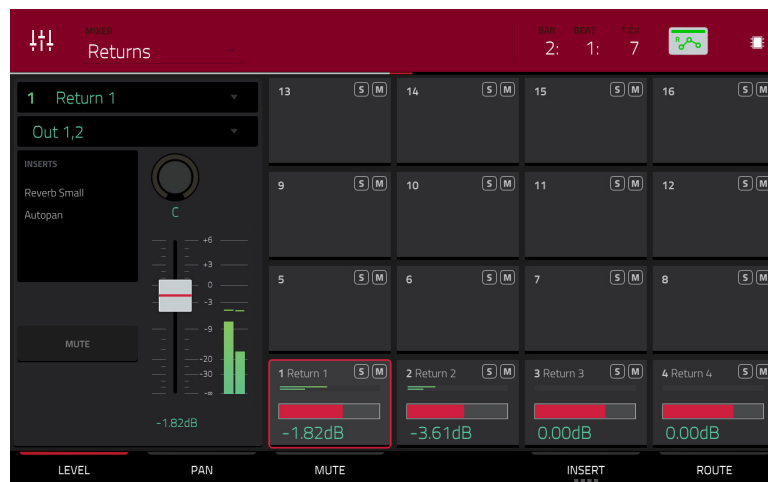 MIXER
Returns
BAR BEAT TICK
2: 1: 7
R
1 Return 1
Out 1,2
INSERTS
Reverb Small
Autopan
C
+6
+3
0
-3
-9
-20
-30
-∞
MUTE
-1.82dB
13 S M
14 S M
15 S M
16 S M
9 S M
10 S M
11 S M
12 S M
5 S M
6 S M
7 S M
8 S M
1 Return 1 S M
-1.82dB
2 Return 2 S M
-3.61dB
3 Return 3 S M
0.00dB
4 Return 4 S M
0.00dB
LEVEL PAN MUTE INSERT ROUTE